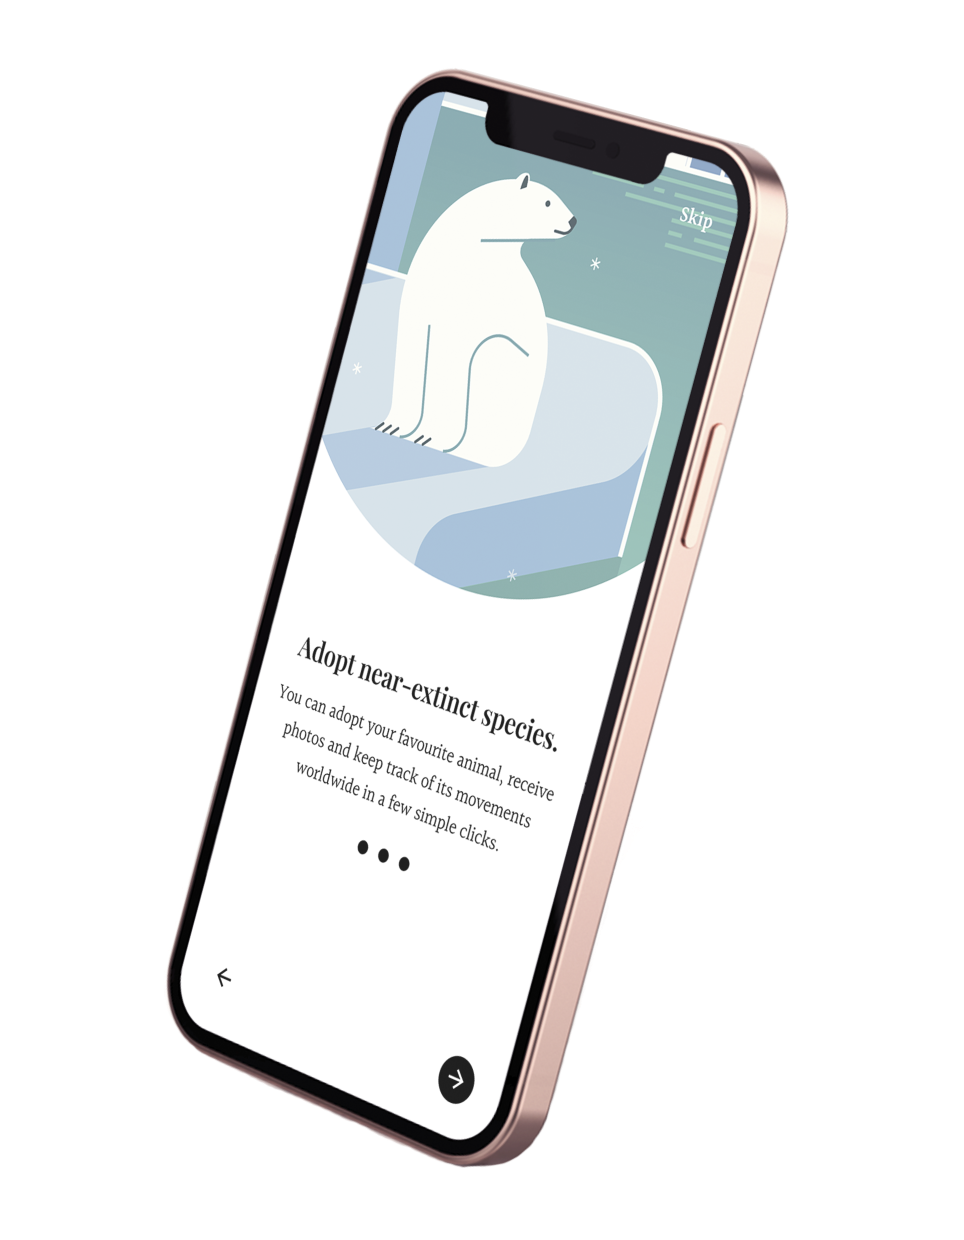 Skip
Adopt near-extinct species.
You can adopt your favourite animal, receive
photos and keep track of its movements
worldwide in a few simple clicks.